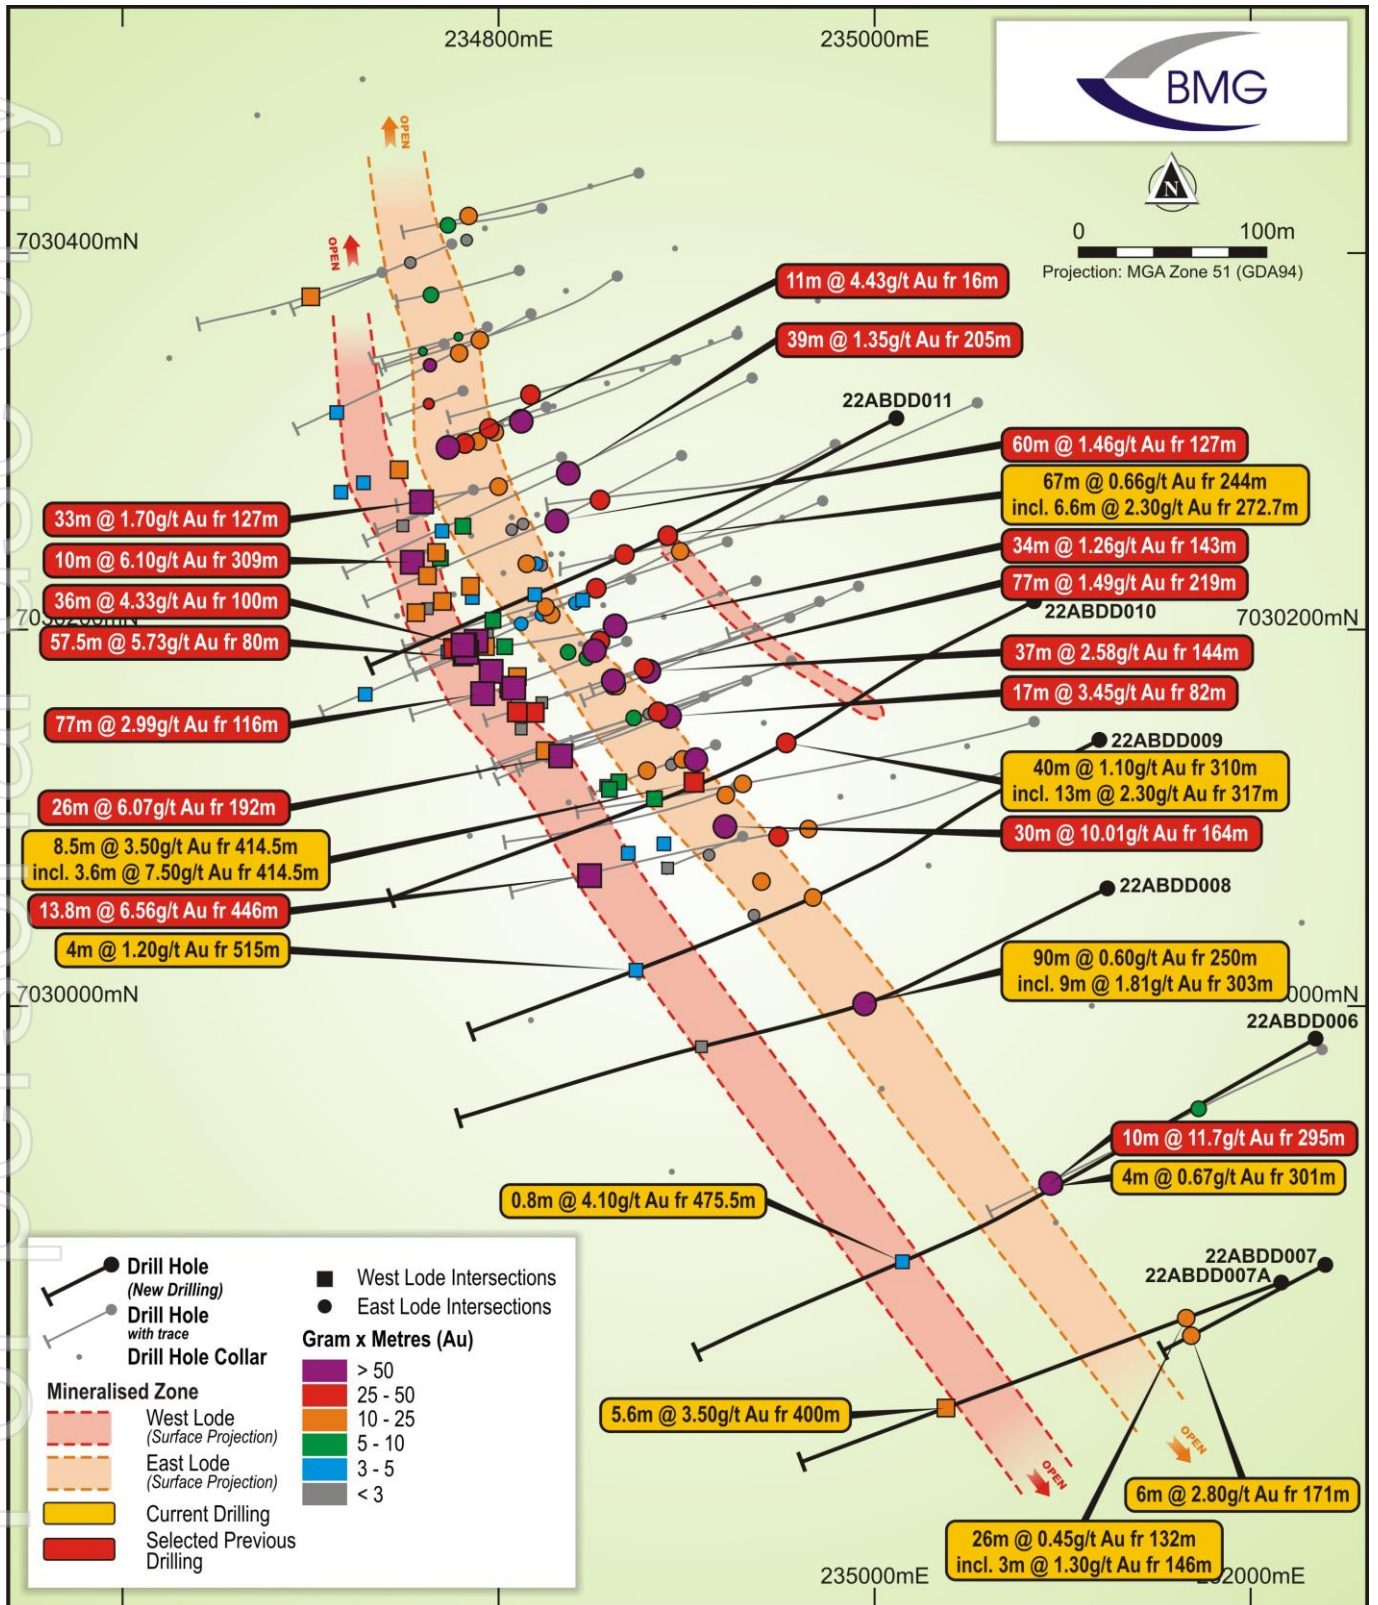 234800mE
235000mE
BMG
N
OPEN
7030400mN
OPEN
0
100m
Projection: MGA Zone 51 (GDA94)
11m @ 4.43g/t Au fr 16m
39m @ 1.35g/t Au fr 205m
22ABDD011
60m @ 1.46g/t Au fr 127m
67m @ 0.66g/t Au fr 244m
incl. 6.6m @ 2.30g/t Au fr 272.7m
33m @ 1.70g/t Au fr 127m
34m @ 1.26g/t Au fr 143m
10m @ 6.10g/t Au fr 309m
77m @ 1.49g/t Au fr 219m
36m @ 4.33g/t Au fr 100m
22ABDD010
7030200mN
7030200mN
57.5m @ 5.73g/t Au fr 80m
37m @ 2.58g/t Au fr 144m
17m @ 3.45g/t Au fr 82m
77m @ 2.99g/t Au fr 116m
22ABDD009
40m @ 1.10g/t Au fr 310m
incl. 13m @ 2.30g/t Au fr 317m
26m @ 6.07g/t Au fr 192m
30m @ 10.01g/t Au fr 164m
8.5m @ 3.50g/t Au fr 414.5m
incl. 3.6m @ 7.50g/t Au fr 414.5m
22ABDD008
13.8m @ 6.56g/t Au fr 446m
4m @ 1.20g/t Au fr 515m
90m @ 0.60g/t Au fr 250m
incl. 9m @ 1.81g/t Au fr 303m
7030000mN
000mN
22ABDD006
10m @ 11.7g/t Au fr 295m
4m @ 0.67g/t Au fr 301m
0.8m @ 4.10g/t Au fr 475.5m
22ABDD007
22ABDD007A
5.6m @ 3.50g/t Au fr 400m
OPEN
OPEN
6m @ 2.80g/t Au fr 171m
26m @ 0.45g/t Au fr 132m
incl. 3m @ 1.30g/t Au fr 146m
235000mE
232000mE
Drill Hole
(New Drilling)
Drill Hole
with trace
Drill Hole Collar
Mineralised Zone
West Lode
(Surface Projection)
East Lode
(Surface Projection)
Current Drilling
Selected Previous
Drilling
West Lode Intersections
East Lode Intersections
Gram x Metres (Au)
> 50
25 - 50
10 - 25
5 - 10
3 - 5
< 3